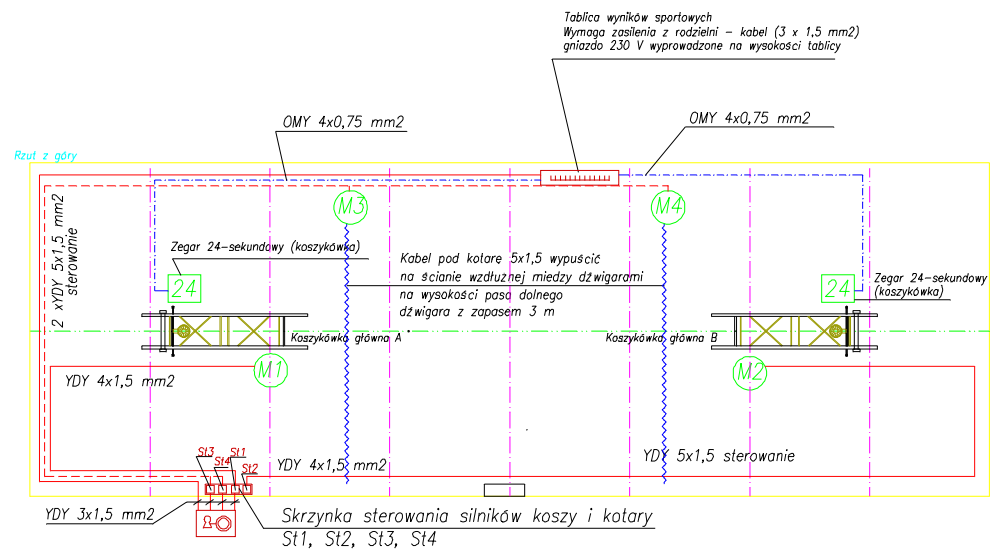 Tablica wyników sportowych
Wymaga zasilenia z rodzielni - kabel (3 x 1,5 mm2)
gniazdo 230 V wyprowadzone na wysokości tablicy
OMY 4x0,75 mm2
OMY 4x0,75 mm2
Rzut z góry
2 xYDY 5x1,5 mm2
sterowanie
M3
M4
Zegar 24-sekundowy (koszykówka)
24
Kabel pod kotarę 5x1,5 wypuścić
na ścianie wzdłużnej miedzy dźwigarami
na wysokości pasa dolnego
dźwigara z zapasem 3 m
24
Zegar 24-sekundowy
(koszykówka)
Koszykówka główna A
Koszykówka główna B
M1
M2
YDY 4x1,5 mm2
St3
St4
St1
St2
YDY 4x1,5 mm2
YDY 5x1,5 sterowanie
YDY 3x1,5 mm2
Skrzynka sterowania silników koszy i kotary
St1, St2, St3, St4